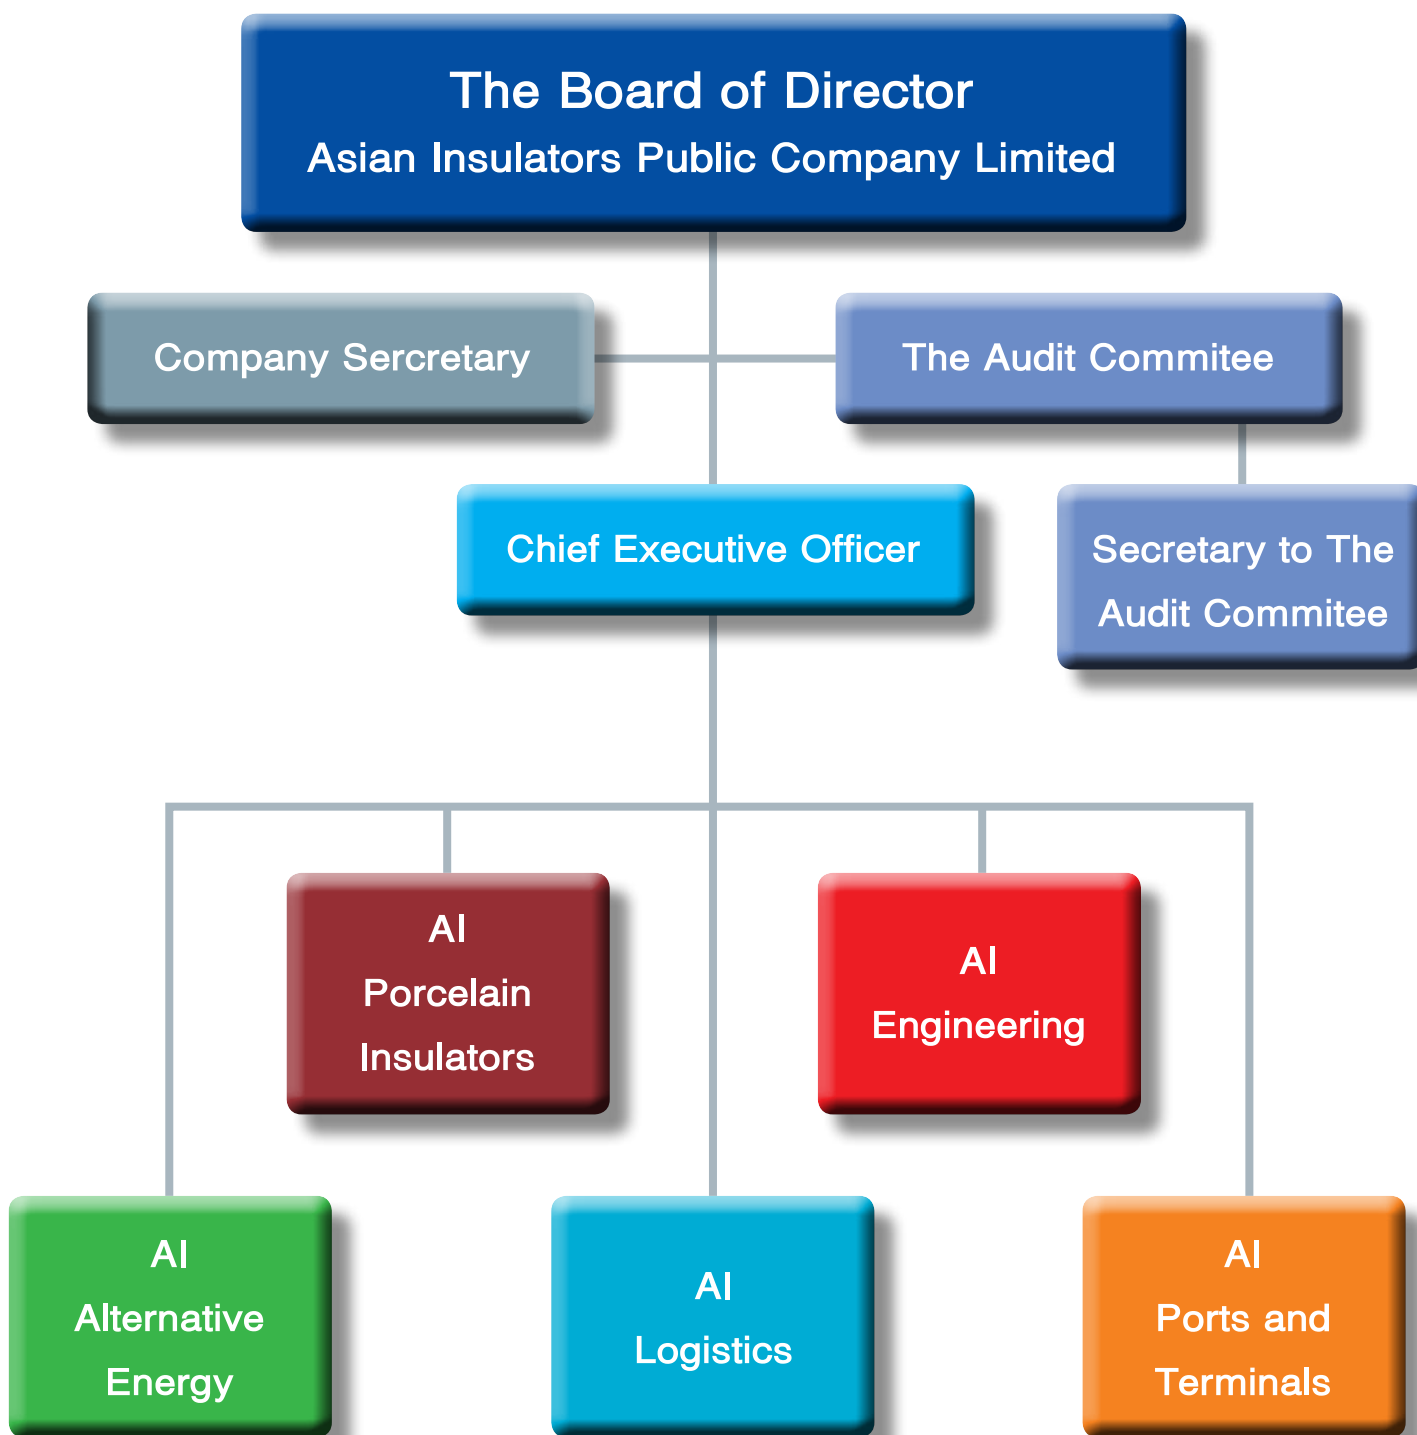 The Board of Director
Asian Insulators Public Company Limited
Company Sercretary
The Audit Commitee
Chief Executive Officer
Secretary to The
Audit Commitee
AI
Porcelain
Insulators
AI
Engineering
AI
Alternative
Energy
AI
Logistics
AI
Ports and
Terminals